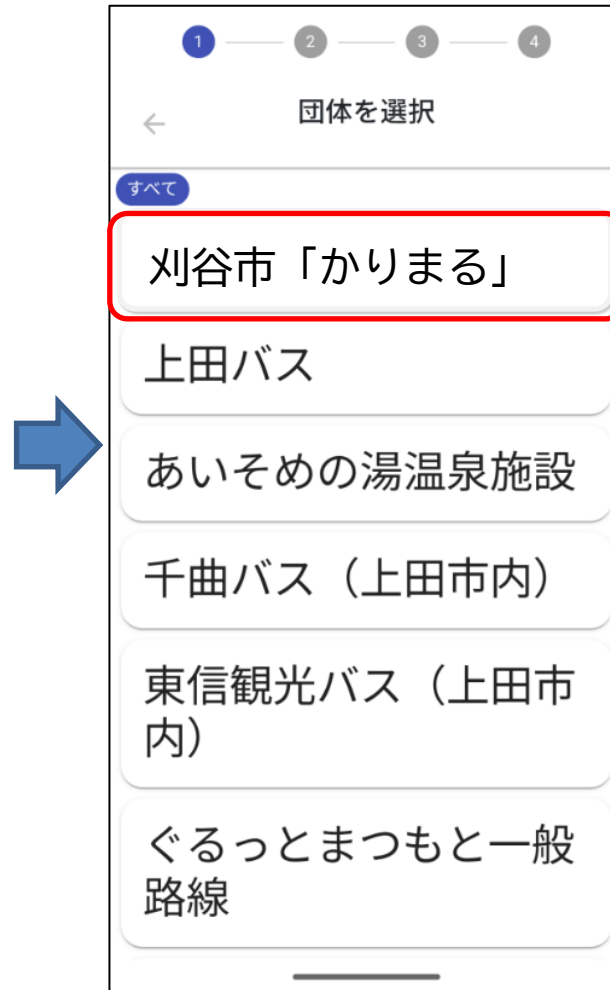 1 2 3 4
団体を選択
すべて
刈谷市「かりまる」
上田バス
あいそめの湯温泉施設
千曲バス（上田市内）
東信観光バス（上田市
内）
ぐるっとまつもと一般
路線